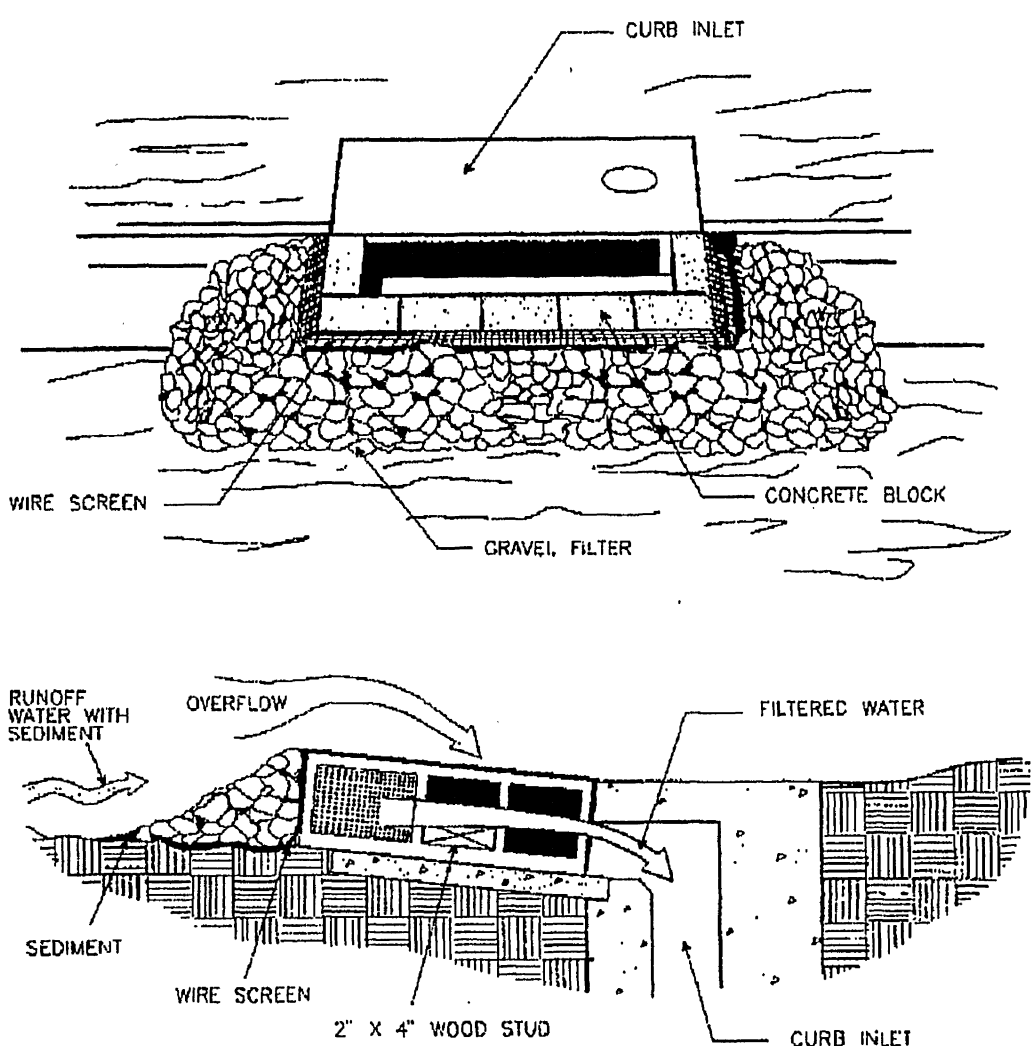 CURB INLET
WIRE SCREEN
CONCRETE BLOCK
GRAVEL FILTER
RUNOFF
WATER WITH
SEDIMENT
OVERFLOW
FILTERED WATER
SEDIMENT
WIRE SCREEN
2" X 4" WOOD STUD
CURB INLET